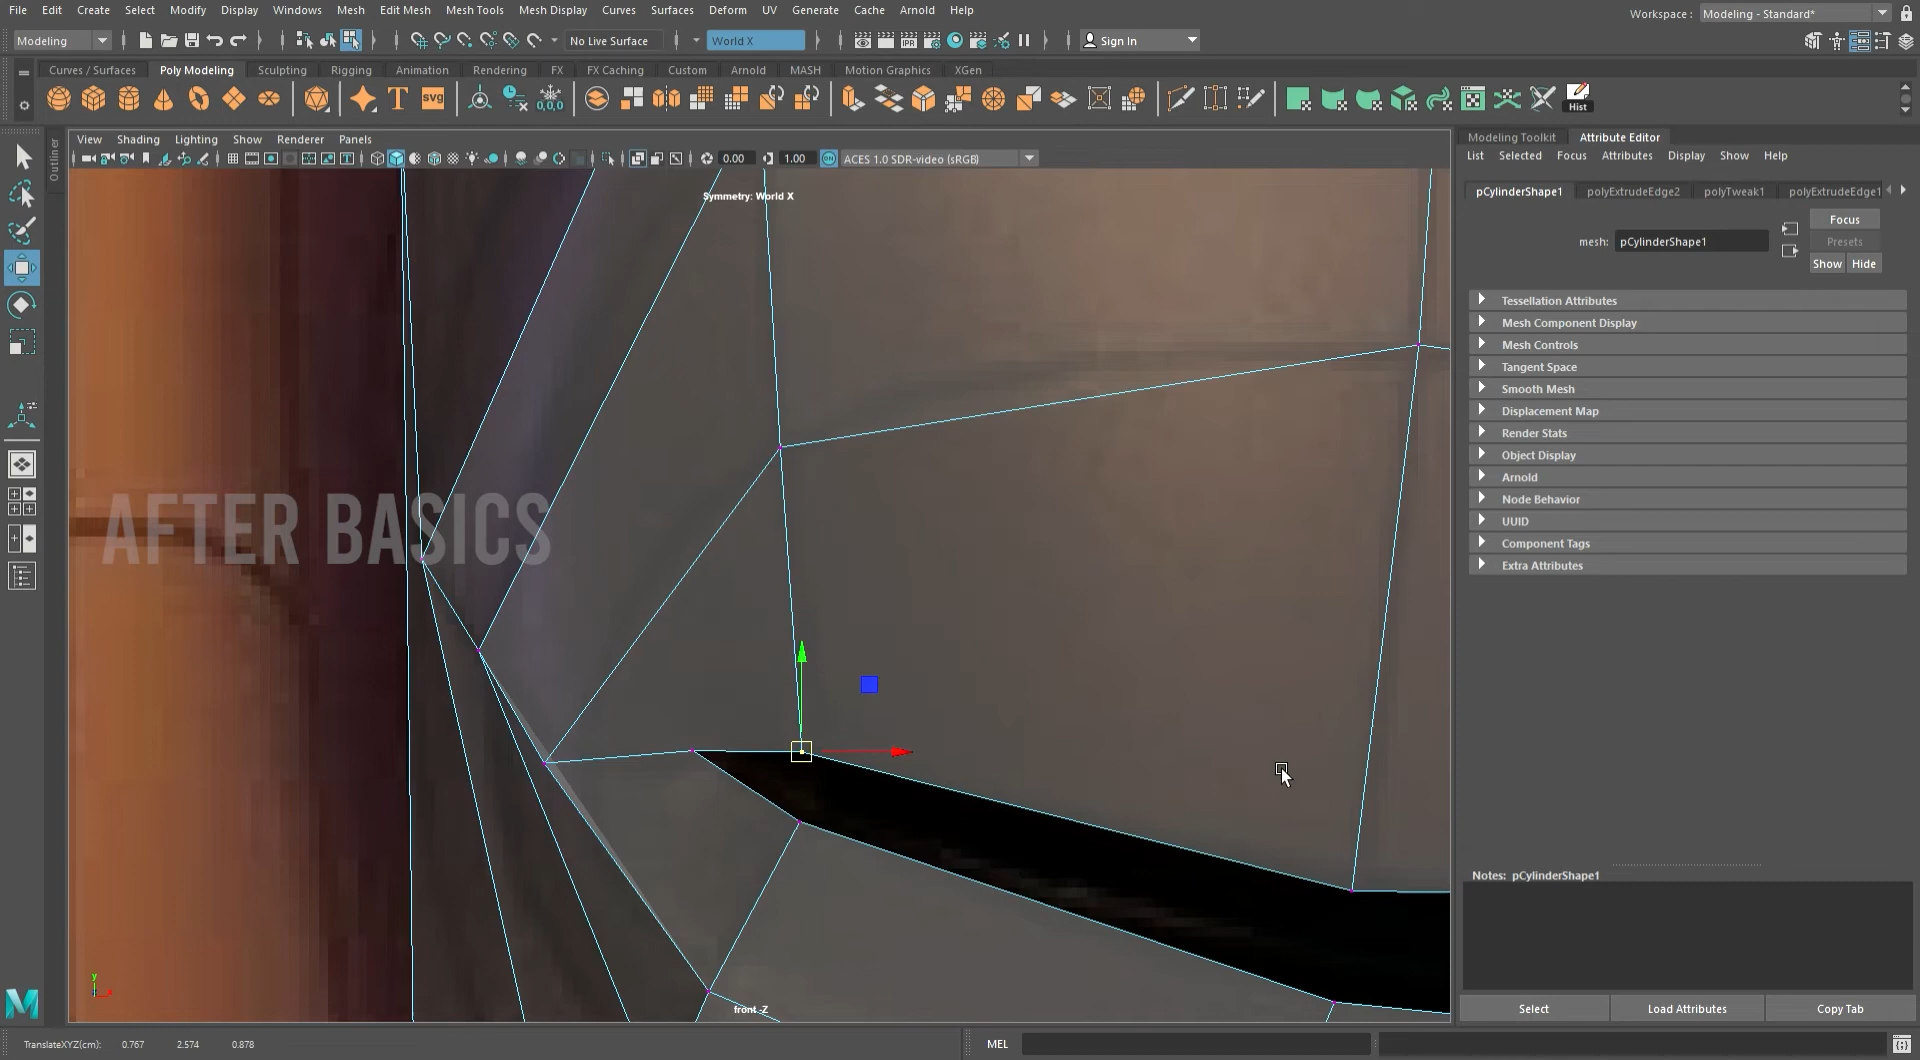 File Edit Create Select Modify Display Windows Mesh Edit Mesh Mesh Tools Mesh Display Curves Surfaces Deform UV Generate Cache Arnold Help
Workspace : Modeling - Standard*
Modeling No Live Surface World X Sign In
Curves / Surfaces Poly Modeling Sculpting Rigging Animation Rendering FX FX Caching Custom Arnold MASH Motion Graphics XGen
T SVG 0,0,0 Hist
Outliner
View Shading Lighting Show Renderer Panels
0.00 1.00 ON ACES 1.0 SDR-video (sRGB)
Symmetry: World X
AFTER BASICS
y
front -Z
Modeling Toolkit Attribute Editor
List Selected Focus Attributes Display Show Help
pCylinderShape1 polyExtrudeEdge2 polyTweak1 polyExtrudeEdge1
Focus
mesh: pCylinderShape1
Presets
Show Hide
Tessellation Attributes
Mesh Component Display
Mesh Controls
Tangent Space
Smooth Mesh
Displacement Map
Render Stats
Object Display
Arnold
Node Behavior
UUID
Component Tags
Extra Attributes
Notes: pCylinderShape1
Select Load Attributes Copy Tab
M
TranslateXYZ(cm): 0.767 2.574 0.878
MEL